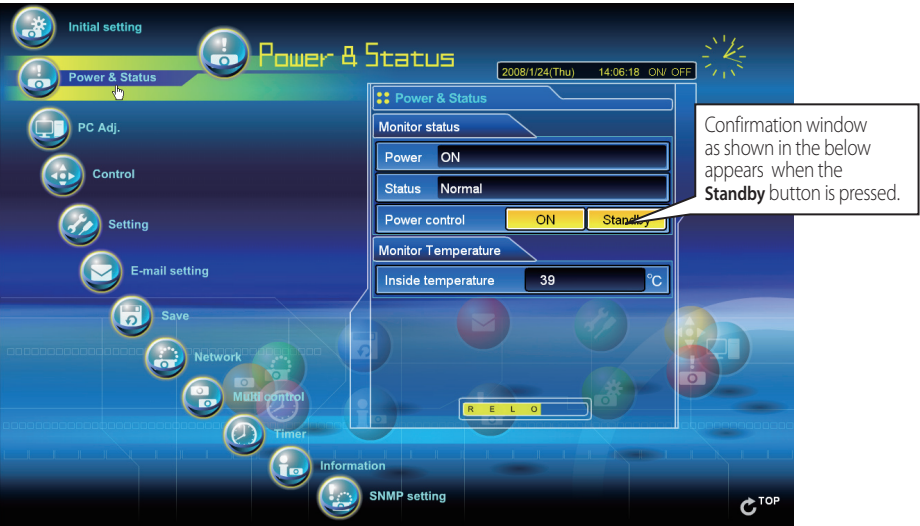 Initial setting
Power & Status
Power & Status
2008/1/24(Thu) 14:06:18 ON/ OFF
PC Adj.
Control
Setting
E-mail setting
Save
Network
Multi control
Timer
Information
SNMP setting
Power & Status
Monitor status
Power ON
Status Normal
Power control ON Standby
Monitor Temperature
Inside temperature 39 °C
R E L O
TOP
Confirmation window
as shown in the below
appears when the
Standby button is pressed.